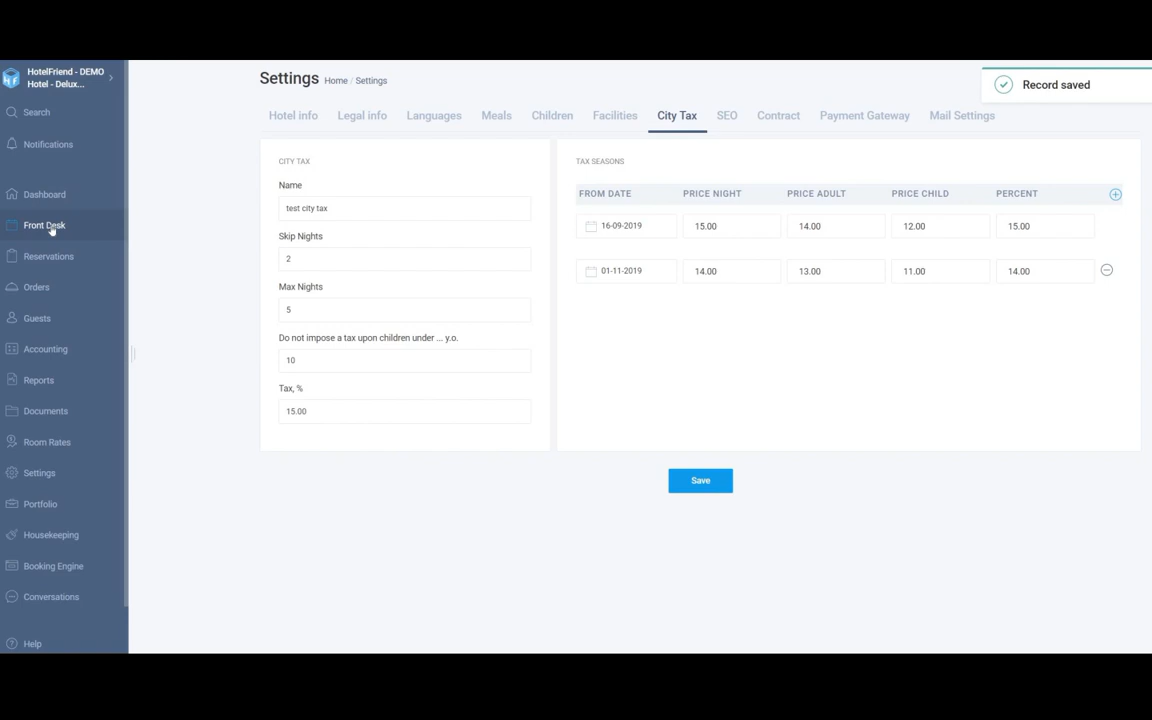 HotelFriend - DEMO
Hotel - Delux...
Search
Notifications
Dashboard
Front Desk
Reservations
Orders
Guests
Accounting
Reports
Documents
Room Rates
Settings
Portfolio
Housekeeping
Booking Engine
Conversations
Help
Settings Home / Settings
Record saved
Hotel info Legal info Languages Meals Children Facilities City Tax SEO Contract Payment Gateway Mail Settings
CITY TAX
Name
test city tax
Skip Nights
2
Max Nights
5
Do not impose a tax upon children under ... y.o.
10
Tax, %
15.00
TAX SEASONS
FROM DATE PRICE NIGHT PRICE ADULT PRICE CHILD PERCENT
16-09-2019 15.00 14.00 12.00 15.00
01-11-2019 14.00 13.00 11.00 14.00
Save